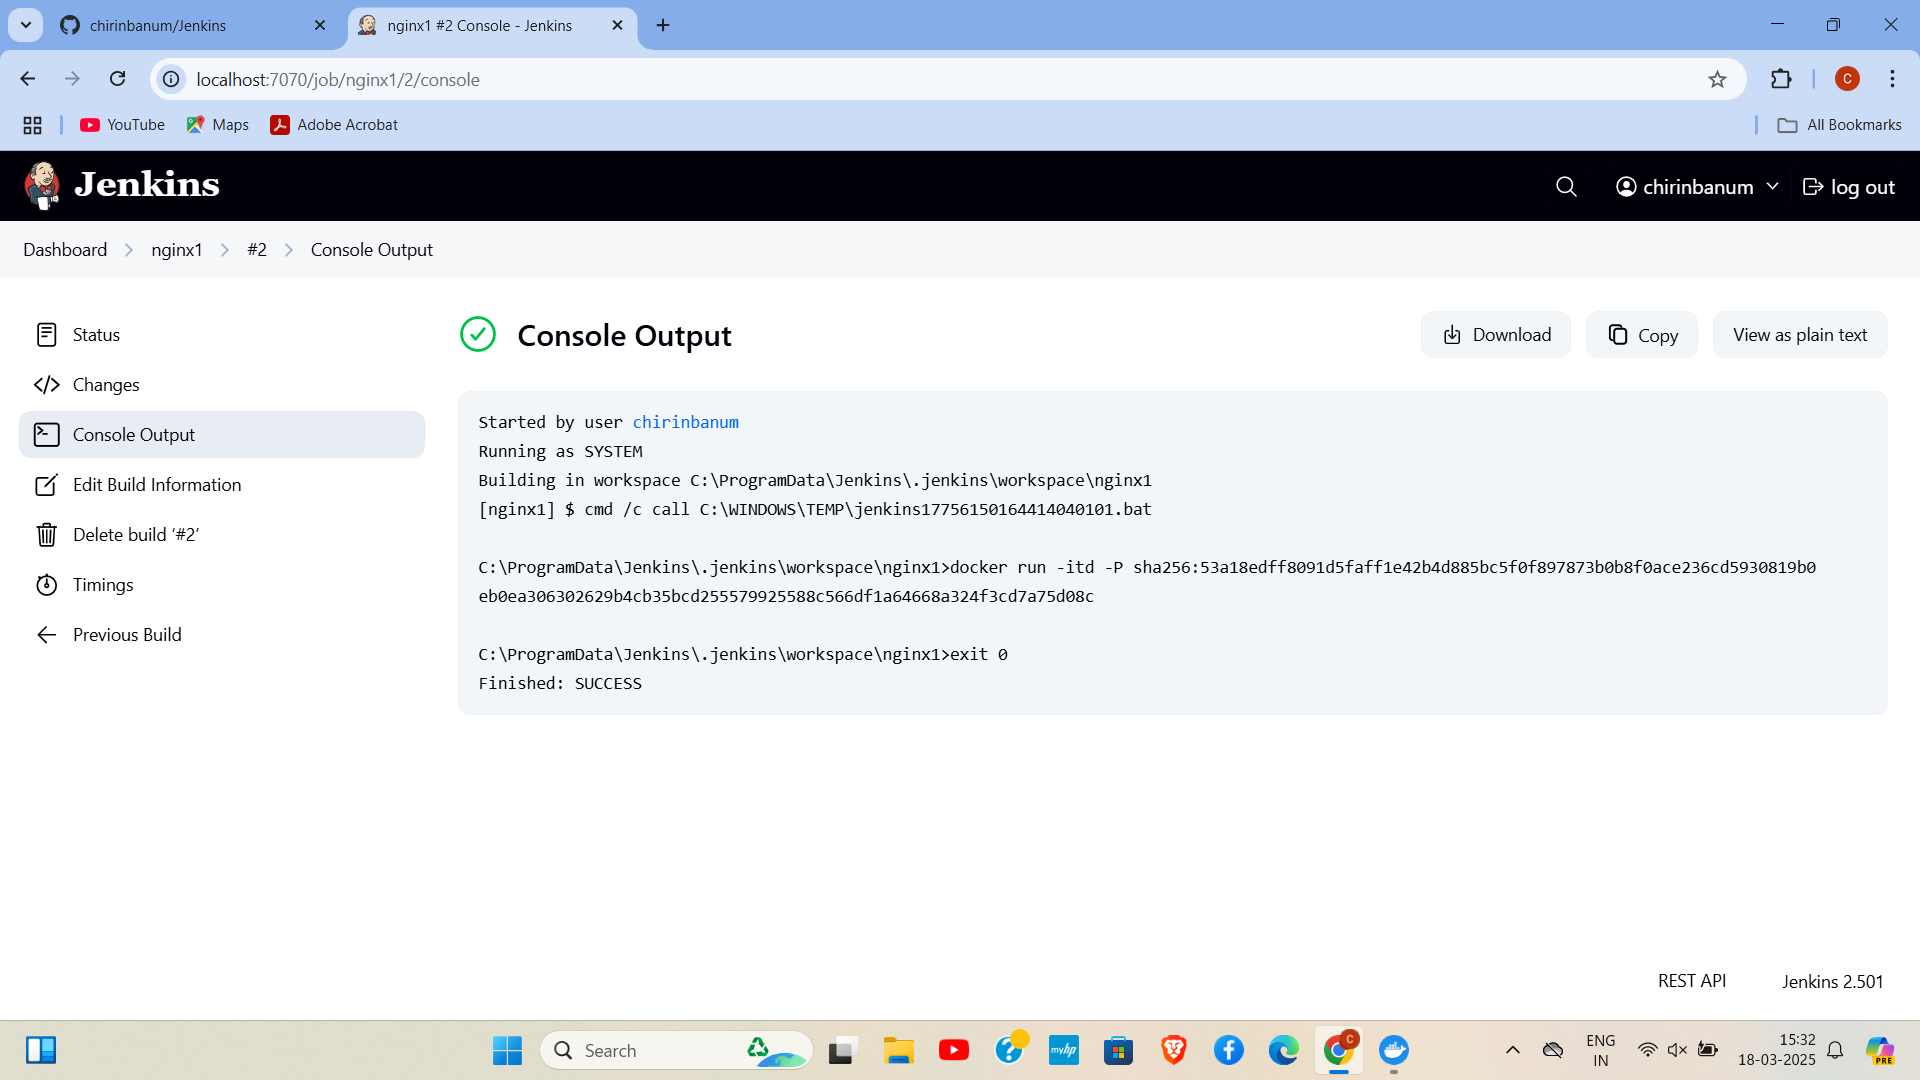 chirinbanum/Jenkins
nginx1 #2 Console - Jenkins
localhost:7070/job/nginx1/2/console
C
YouTube
Maps
Adobe Acrobat
All Bookmarks
Jenkins
chirinbanum
log out
Dashboard
nginx1
#2
Console Output
Status
Changes
Console Output
Edit Build Information
Delete build ‘#2’
Timings
Previous Build
Console Output
Download
Copy
View as plain text
Started by user chirinbanum
Running as SYSTEM
Building in workspace C:\ProgramData\Jenkins\.jenkins\workspace\nginx1
[nginx1] $ cmd /c call C:\WINDOWS\TEMP\jenkins17756150164414040101.bat
C:\ProgramData\Jenkins\.jenkins\workspace\nginx1>docker run -itd -P sha256:53a18edff8091d5faff1e42b4d885bc5f0f897873b0b8f0ace236cd5930819b0
eb0ea306302629b4cb35bcd255579925588c566df1a64668a324f3cd7a75d08c
C:\ProgramData\Jenkins\.jenkins\workspace\nginx1>exit 0
Finished: SUCCESS
REST API
Jenkins 2.501
Search
myhp
C
ENG
IN
15:32
18-03-2025
PRE